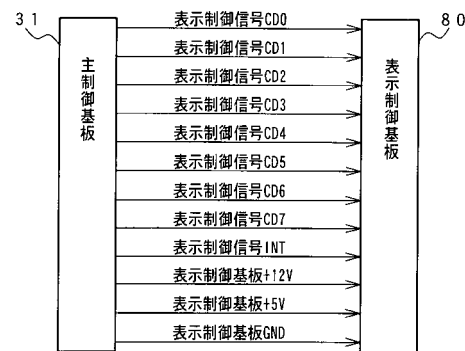 31
80
主制御基板
表示制御基板
表示制御信号CD0
表示制御信号CD1
表示制御信号CD2
表示制御信号CD3
表示制御信号CD4
表示制御信号CD5
表示制御信号CD6
表示制御信号CD7
表示制御信号INT
表示制御基板+12V
表示制御基板+5V
表示制御基板GND